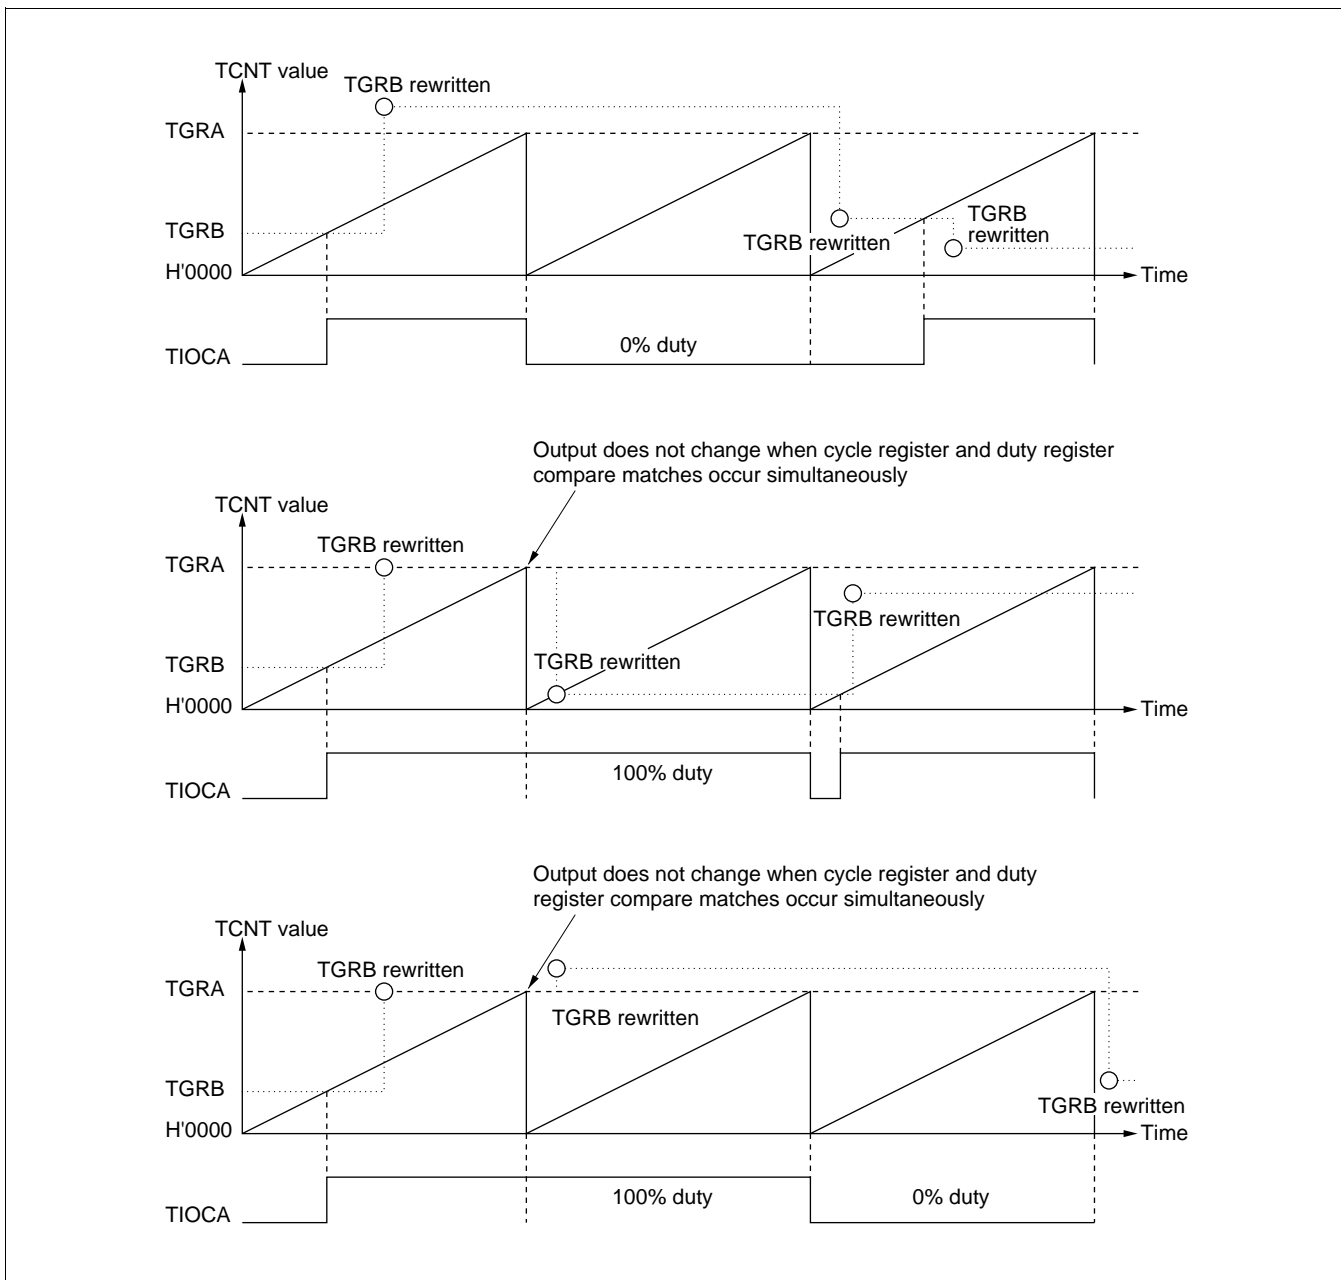 TCNT value
TGRB rewritten
TGRA
TGRB
rewritten
TGRB
TGRB rewritten
H'0000
Time
0% duty
TIOCA
Output does not change when cycle register and duty register
compare matches occur simultaneously
TCNT value
TGRB rewritten
TGRA
TGRB rewritten
TGRB
TGRB rewritten
H'0000
Time
100% duty
TIOCA
Output does not change when cycle register and duty
register compare matches occur simultaneously
TCNT value
TGRB rewritten
TGRA
TGRB rewritten
TGRB
TGRB rewritten
H'0000
Time
100% duty
0% duty
TIOCA